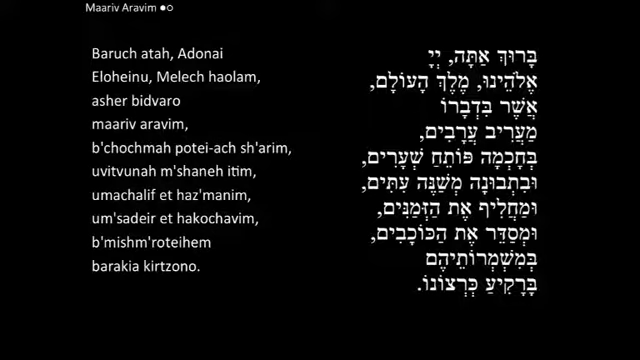 Maariv Aravim ●○
Baruch atah, Adonai
Eloheinu, Melech haolam,
asher bidvaro
maariv aravim,
b'chochmah potei-ach sh'arim,
uvitvunah m'shaneh itim,
umachalif et haz'manim,
um'sadeir et hakochavim,
b'mishm'roteihem
barakia kirtzono.
בָּרוּךְ אַתָּה, יְיָ
אֱלֹהֵינוּ, מֶלֶךְ הָעוֹלָם,
אֲשֶׁר בִּדְבָרוֹ
מַעֲרִיב עֲרָבִים,
בְּחָכְמָה פּוֹתֵחַ שְׁעָרִים,
וּבִתְבוּנָה מְשַׁנֶּה עִתִּים,
וּמַחֲלִיף אֶת הַזְּמַנִּים,
וּמְסַדֵּר אֶת הַכּוֹכָבִים,
בְּמִשְׁמְרוֹתֵיהֶם
בָּרָקִיעַ כִּרְצוֹנוֹ.